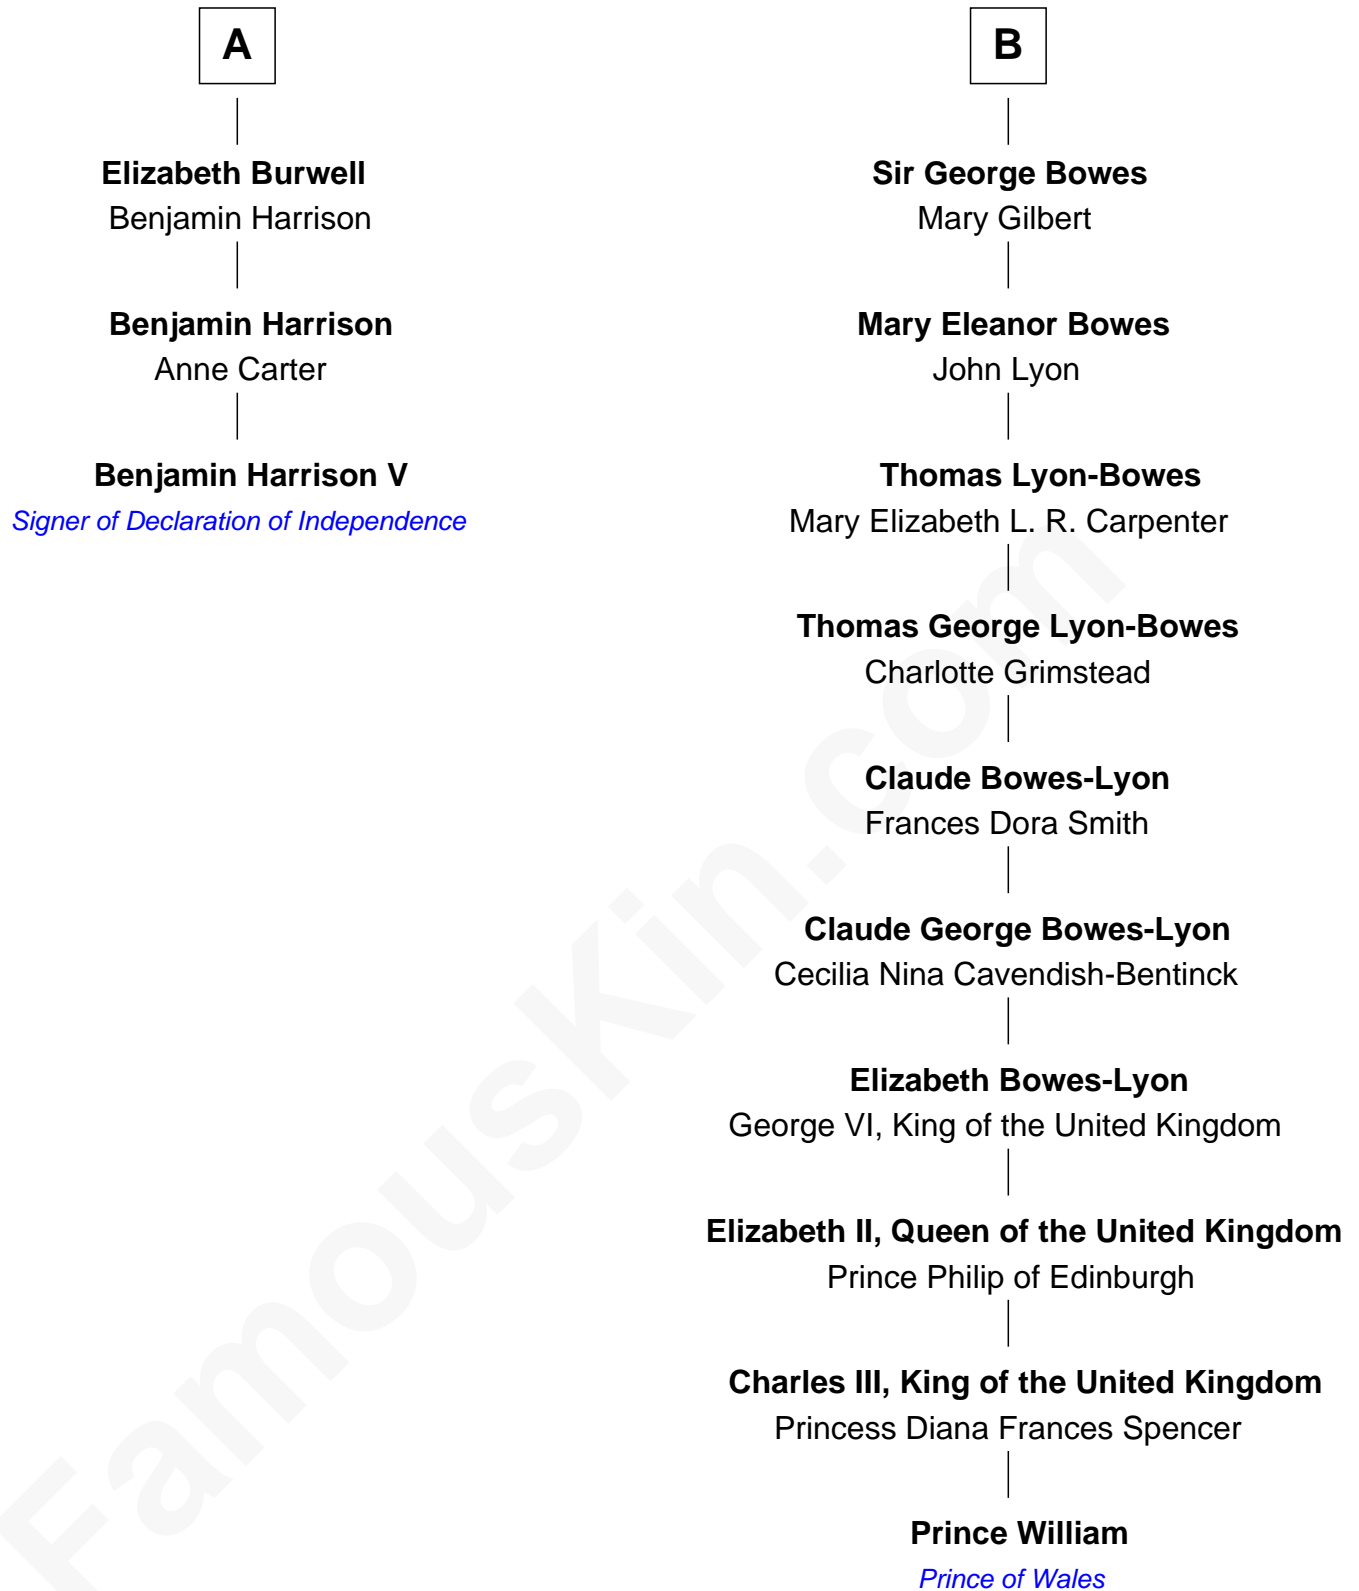 A
Elizabeth Burwell
Benjamin Harrison
Benjamin Harrison
Anne Carter
Benjamin Harrison V
Signer of Declaration of Independence
B
Sir George Bowes
Mary Gilbert
Mary Eleanor Bowes
John Lyon
Thomas Lyon-Bowes
Mary Elizabeth L. R. Carpenter
Thomas George Lyon-Bowes
Charlotte Grimstead
Claude Bowes-Lyon
Frances Dora Smith
Claude George Bowes-Lyon
Cecilia Nina Cavendish-Bentinck
Elizabeth Bowes-Lyon
George VI, King of the United Kingdom
Elizabeth II, Queen of the United Kingdom
Prince Philip of Edinburgh
Charles III, King of the United Kingdom
Princess Diana Frances Spencer
Prince William
Prince of Wales
FamousKin.com